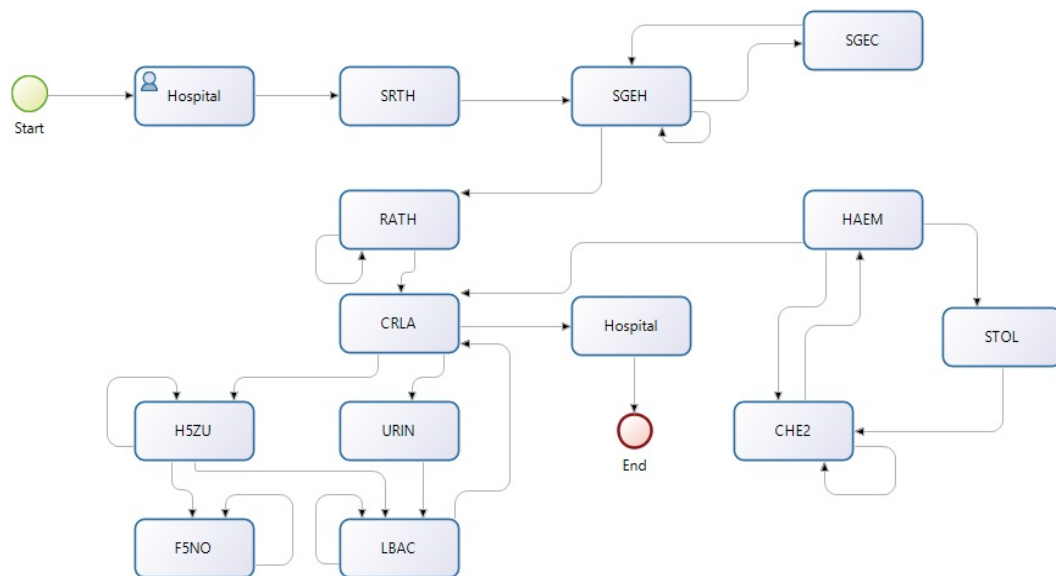 SGEC
Hospital
SRTH
SGEH
Start
RATH
HAEM
CRLA
Hospital
STOL
H5ZU
URIN
CHE2
End
F5NO
LBAC